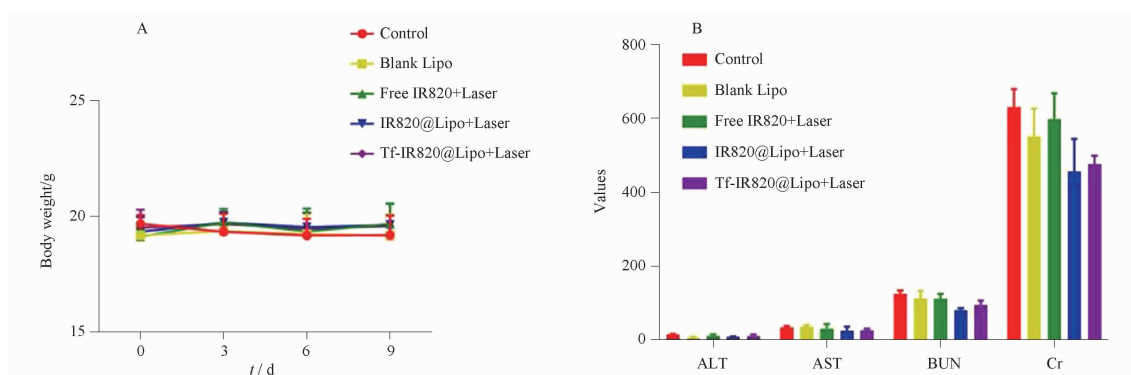 A
Control
Blank Lipo
Free IR820+Laser
IR820@Lipo+Laser
Tf-IR820@Lipo+Laser
25
20
15
Body weight/g
0 3 6 9
t / d
B
Control
Blank Lipo
Free IR820+Laser
IR820@Lipo+Laser
Tf-IR820@Lipo+Laser
800
600
400
200
0
Values
ALT AST BUN Cr